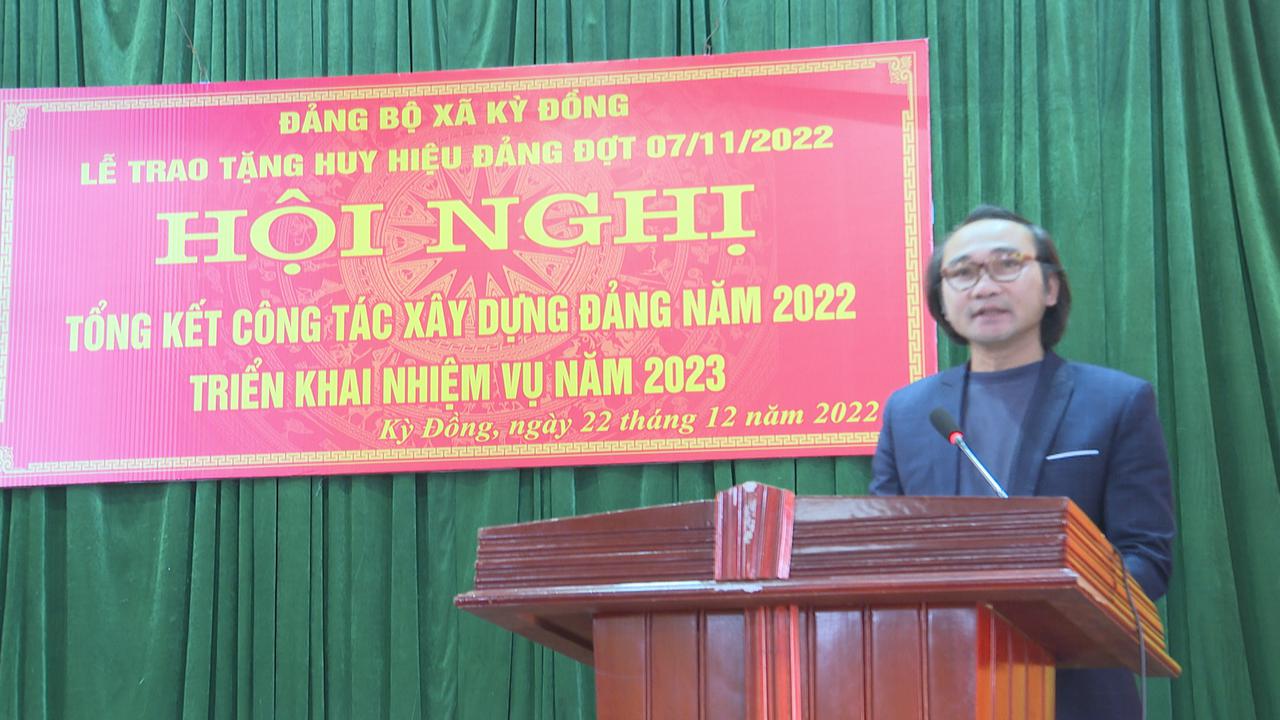 ĐẢNG BỘ XÃ KỲ ĐỒNG
LỄ TRAO TẶNG HUY HIỆU ĐẢNG ĐỢT 07/11/2022
HỘI NGHỊ
TỔNG KẾT CÔNG TÁC XÂY DỰNG ĐẢNG NĂM 2022
TRIỂN KHAI NHIỆM VỤ NĂM 2023
Kỳ Đồng, ngày 22 tháng 12 năm 2022